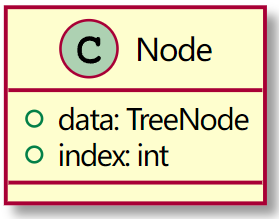 C Node
data: TreeNode
index: int